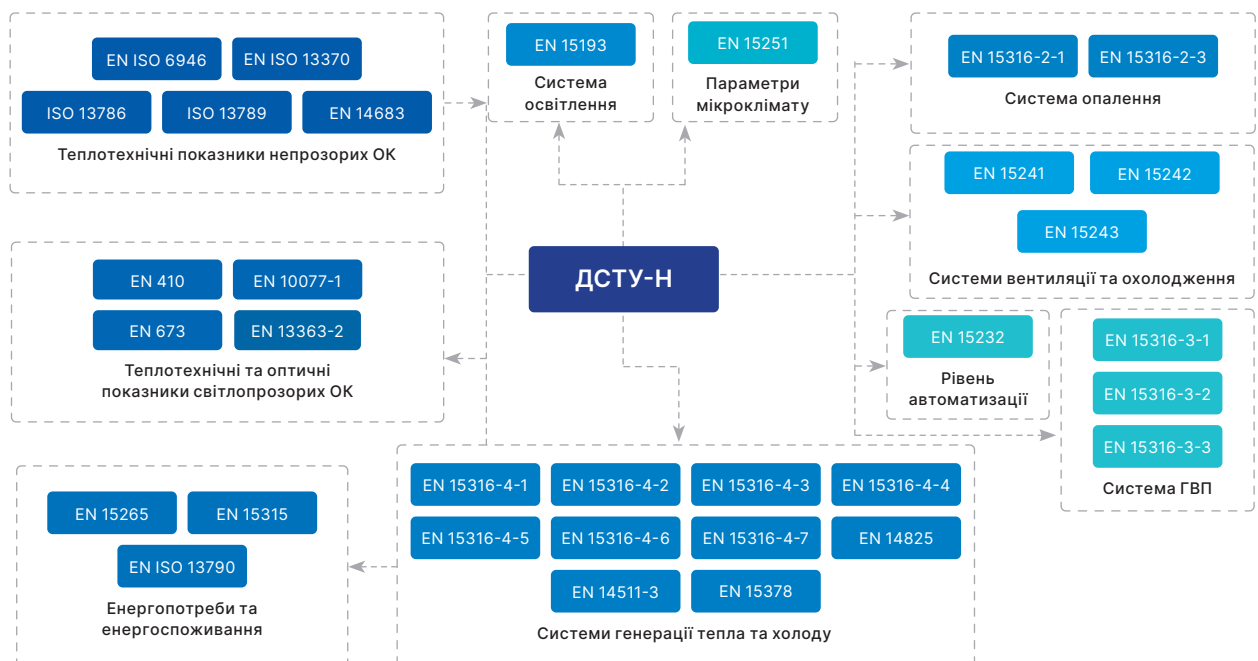 EN ISO 6946
EN ISO 13370
ISO 13786
ISO 13789
EN 14683
Теплотехнічні показники непрозорих ОК
EN 15193
Система
освітлення
EN 15251
Параметри
мікроклімату
EN 15316-2-1
EN 15316-2-3
Система опалення
EN 15241
EN 15242
EN 15243
Системи вентиляції та охолодження
ДСТУ-Н
EN 410
EN 10077-1
EN 673
EN 13363-2
Теплотехнічні та оптичні
показники світлопрозорих ОК
EN 15232
Рівень
автоматизації
EN 15316-3-1
EN 15316-3-2
EN 15316-3-3
Система ГВП
EN 15265
EN 15315
EN ISO 13790
Енергопотреби та
енергоспоживання
EN 15316-4-1
EN 15316-4-2
EN 15316-4-3
EN 15316-4-4
EN 15316-4-5
EN 15316-4-6
EN 15316-4-7
EN 14825
EN 14511-3
EN 15378
Системи генерації тепла та холоду